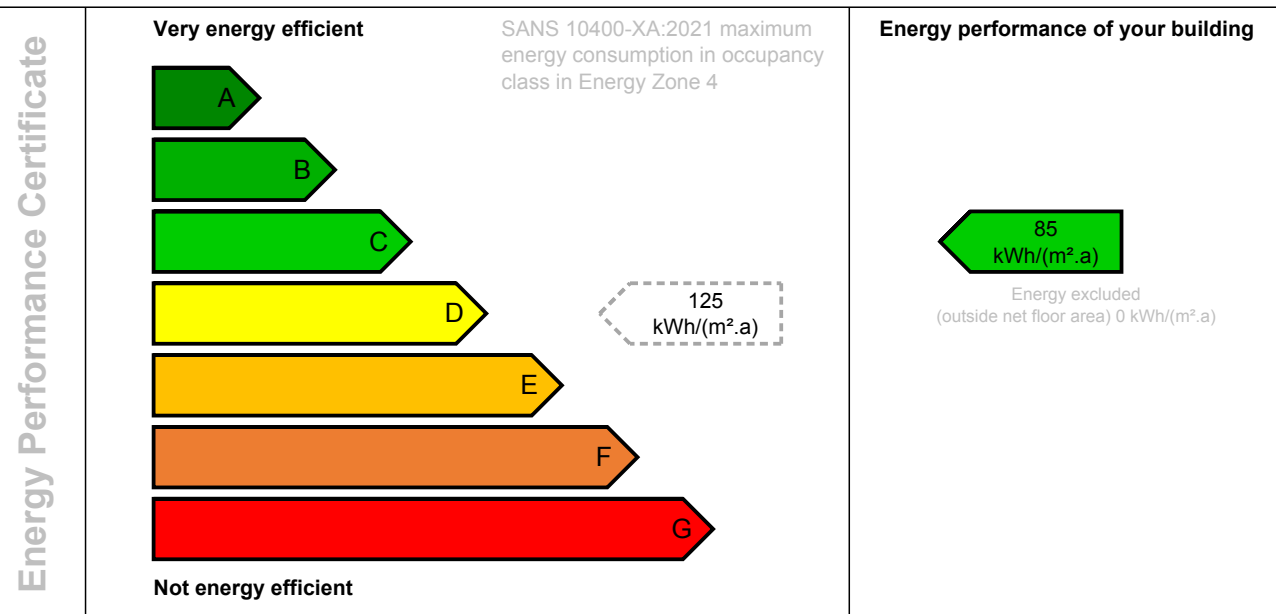 Energy Performance Certificate
Very energy efficient
SANS 10400-XA:2021 maximum
energy consumption in occupancy
class in Energy Zone 4
A
B
C
D
E
F
G
125
kWh/(m².a)
Not energy efficient
Energy performance of your building
85
kWh/(m².a)
Energy excluded
(outside net floor area) 0 kWh/(m².a)